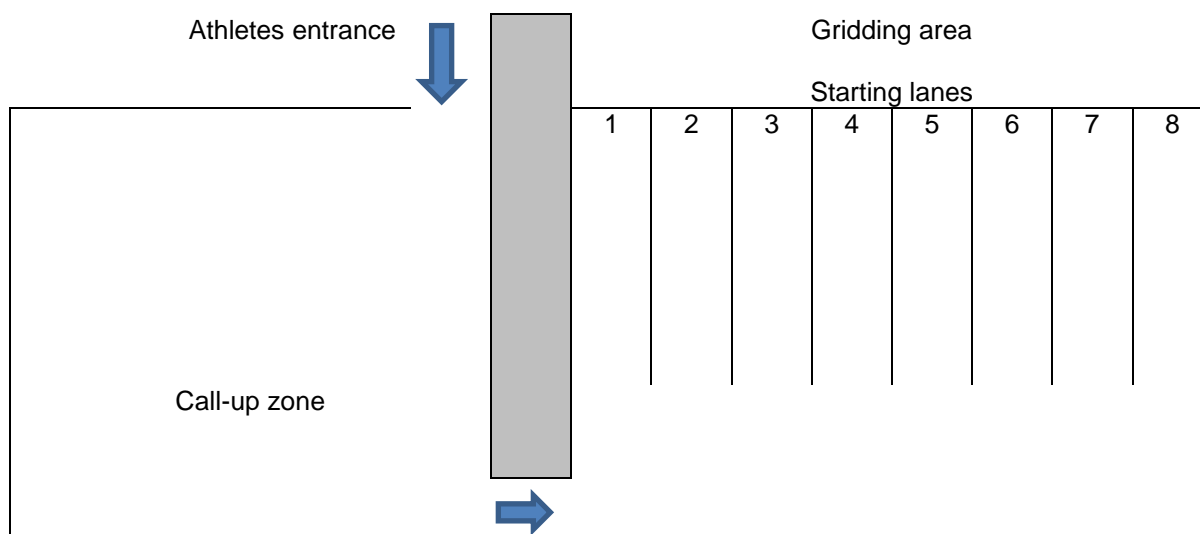 Athletes entrance
Gridding area
Starting lanes
1 2 3 4 5 6 7 8
Call-up zone